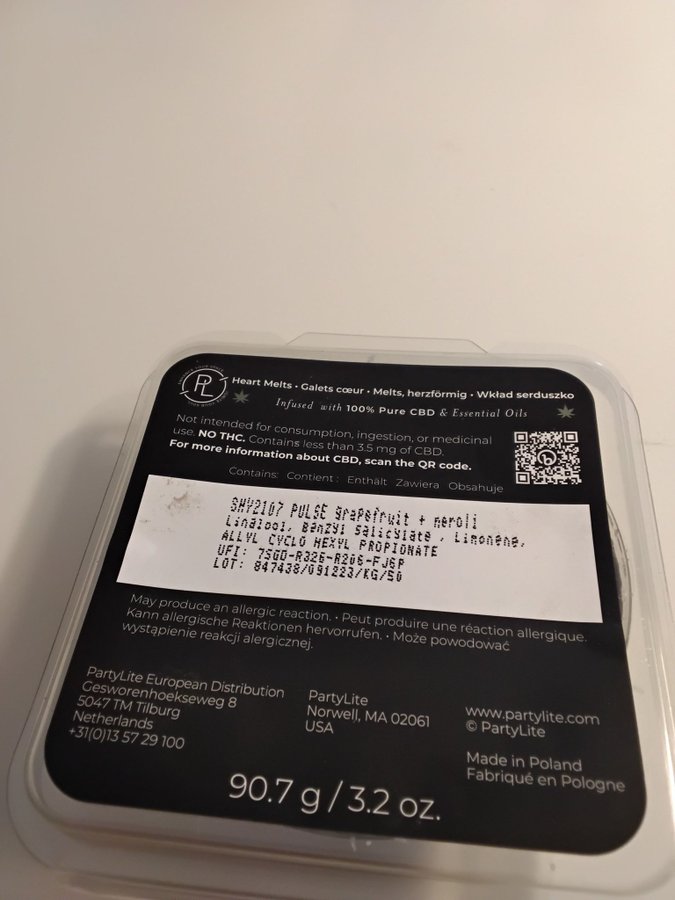 PL
Heart Melts • Galets cœur • Melts, herzförmig • Wkład serduszko
Infused with 100% Pure CBD & Essential Oils
Not intended for consumption, ingestion, or medicinal
use. NO THC. Contains less than 3.5 mg of CBD.
For more information about CBD, scan the QR code.
Contains: Contient: Enthält Zawiera Obsahuje
SHY2107 PULSE grapefruit + neroli
Linalool, Benzyl Salicylate , Limonene,
ALLYL CYCLO HEXYL PROPIONATE
UFI: 7SGD-R326-R206-FJ6P
LOT: 847438/091223/KG/50
May produce an allergic reaction. • Peut produire une réaction allergique.
Kann allergische Reaktionen hervorrufen. • Może powodować
wystąpienie reakcji alergicznej.
PartyLite European Distribution
Gesworenhoekseweg 8
5047 TM Tilburg
Netherlands
+31(0)13 57 29 100
PartyLite
Norwell, MA 02061
USA
www.partylite.com
© PartyLite
Made in Poland
Fabriqué en Pologne
90.7 g / 3.2 oz.